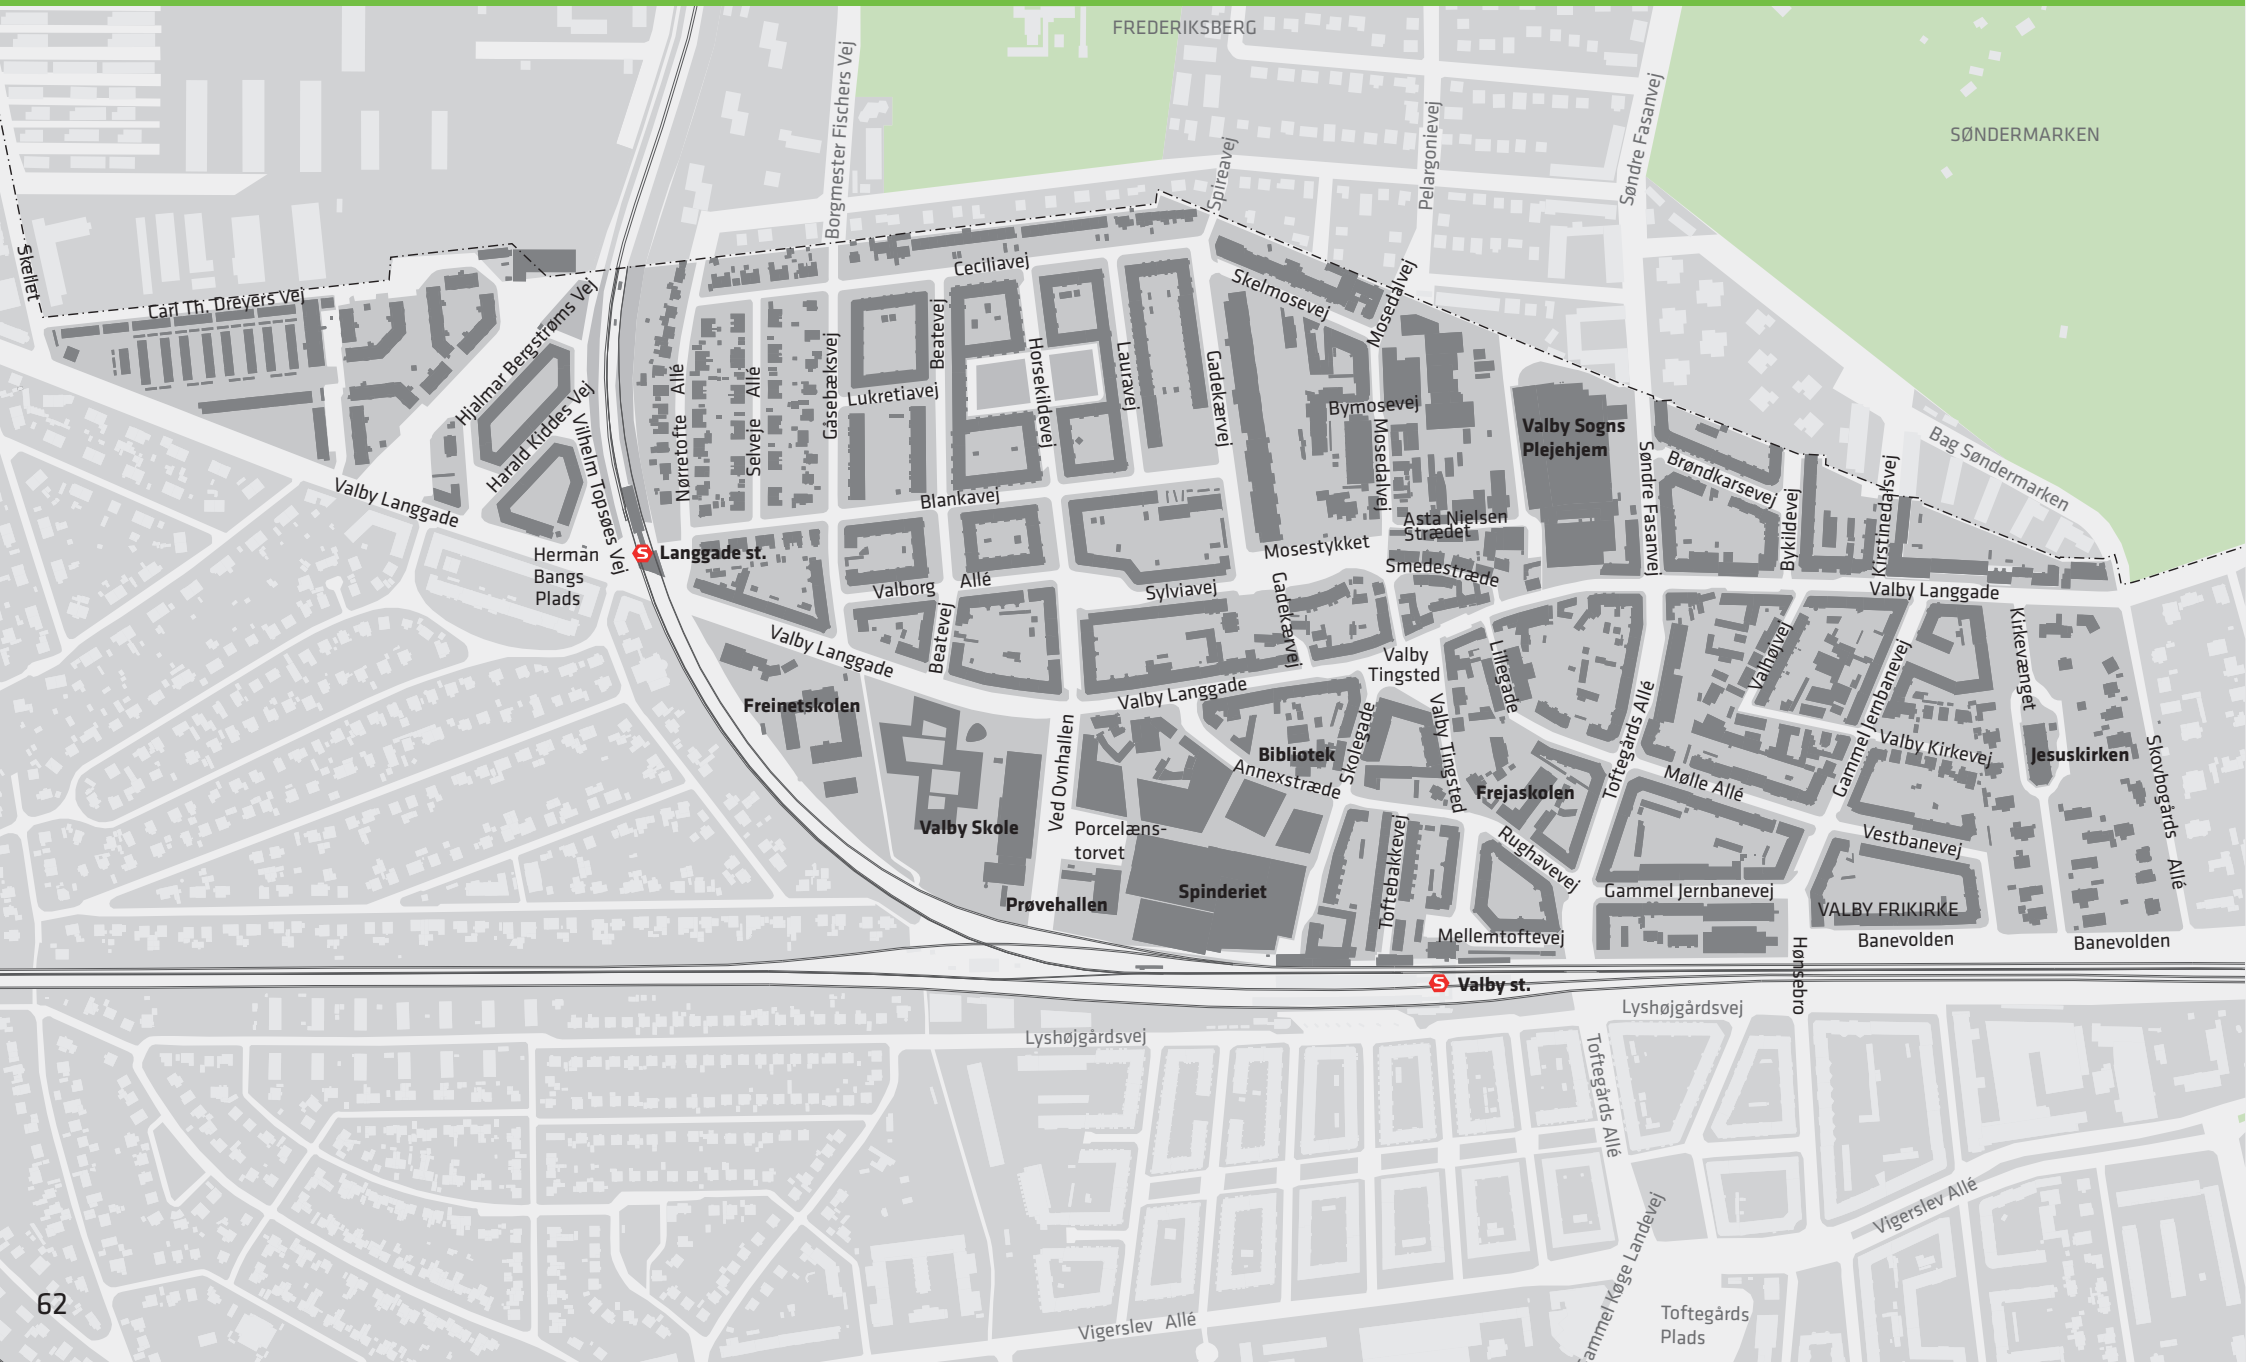 FREDERIKSBERG
SØNDERMARKEN
Borgmester Fischers Vej
Spireavej
Pelargonievej
Søndre Fasanvej
Skellet
Carl Th. Dreyers Vej
Hjalmar Bergstrøms Vej
Harald Kiddes Vej
Vilhelm Topsøes Vej
Valby Langgade
Herman
Bangs
Plads
S
Langgade st.
Nørretofte Allé
Selveje Allé
Gåsebæksvej
Ceciliavej
Beatevej
Lukretiavej
Horsekildevej
Lauravej
Gadekærvej
Blankavej
Skelmosevej
Mosedalvej
Bymosevej
Mosedalvej
Valby Sogns
Plejehjem
Søndre Fasanvej
Brøndkarsevej
Bykildevej
Kirstinedalsvej
Bag Søndermarken
Asta Nielsen
Strædet
Mosestykket
Smedestræde
Valborg Allé
Sylviavej
Gadekærvej
Beatevej
Valby Langgade
Valby Langgade
Valby Langgade
Valby
Tingsted
Valby Tingsted
Lillegade
Valhøjvej
Gammel Jernbanevej
Kirkevænget
Skovbogårds Allé
Freinetskolen
Ved Ovnhallen
Bibliotek
Skolegade
Annexstræde
Toftegårds Allé
Mølle Allé
Valby Kirkevej
Jesuskirken
Frejaskolen
Valby Skole
Porcelæns-
torvet
Rughavevej
Toftebakkevej
Vestbanevej
Spinderiet
Prøvehallen
Gammel Jernbanevej
VALBY FRIKIRKE
Mellemtoftevej
Hønsebro
Banevolden
Banevolden
S
Valby st.
Lyshøjgårdsvej
Lyshøjgårdsvej
Toftegårds Allé
Vigerslev Allé
Gammel Køge Landevej
Toftegårds
Plads
Vigerslev Allé
62